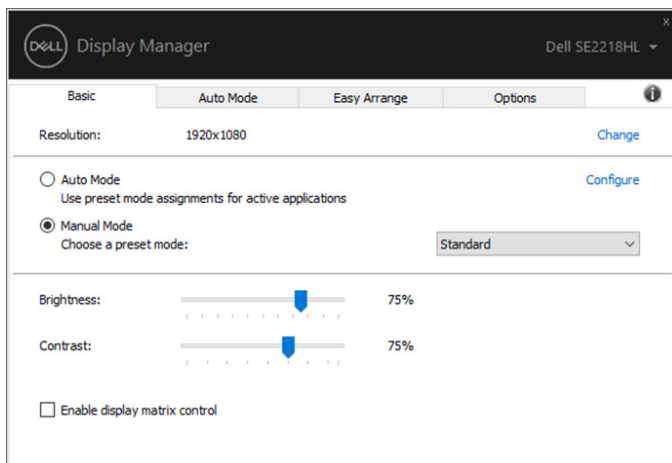 x
DELL Display Manager Dell SE2218HL
Basic Auto Mode Easy Arrange Options i
Resolution: 1920x1080 Change
Auto Mode Configure
Use preset mode assignments for active applications
Manual Mode
Choose a preset mode: Standard
Brightness: 75%
Contrast: 75%
Enable display matrix control